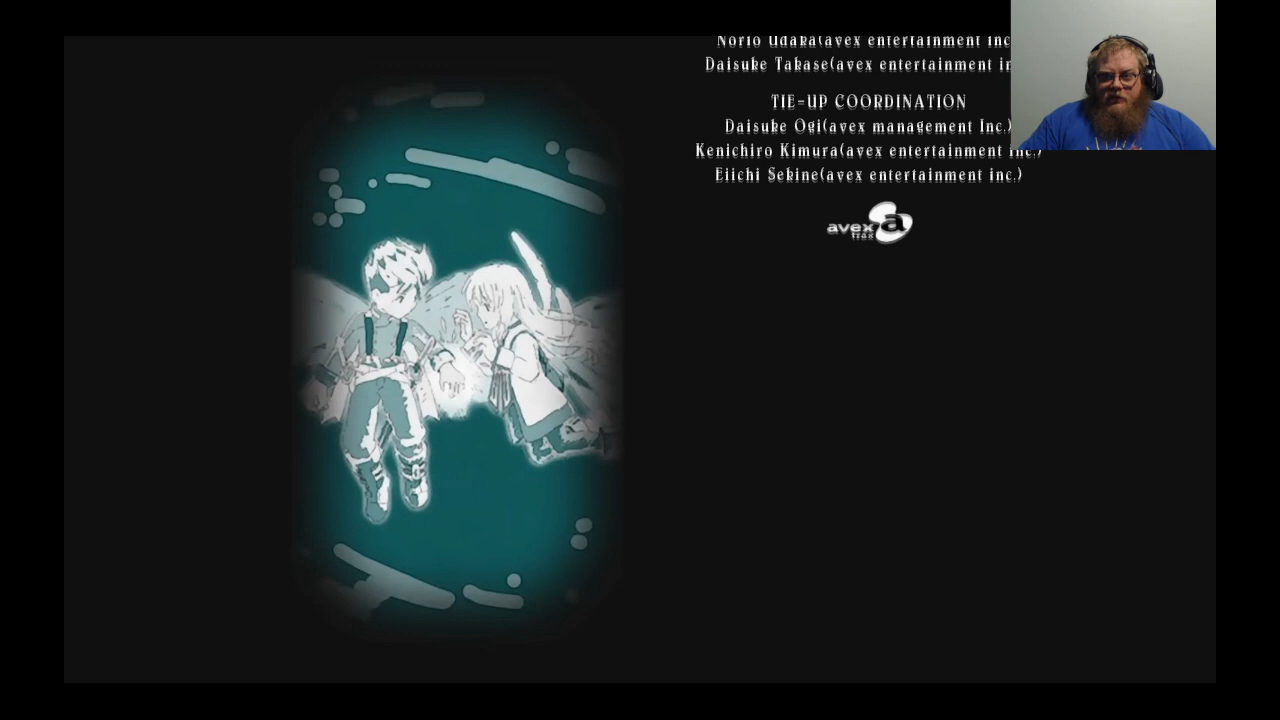 Norio Udaka(avex entertainment Inc
Daisuke Takase(avex entertainment in
TIE=UP COORDINATION
Daisuke Ogi(avex management Inc.)
Kenichiro Kimura(avex entertainment Inc.)
Eiichi Sekine(avex entertainment inc.)
avex trax a